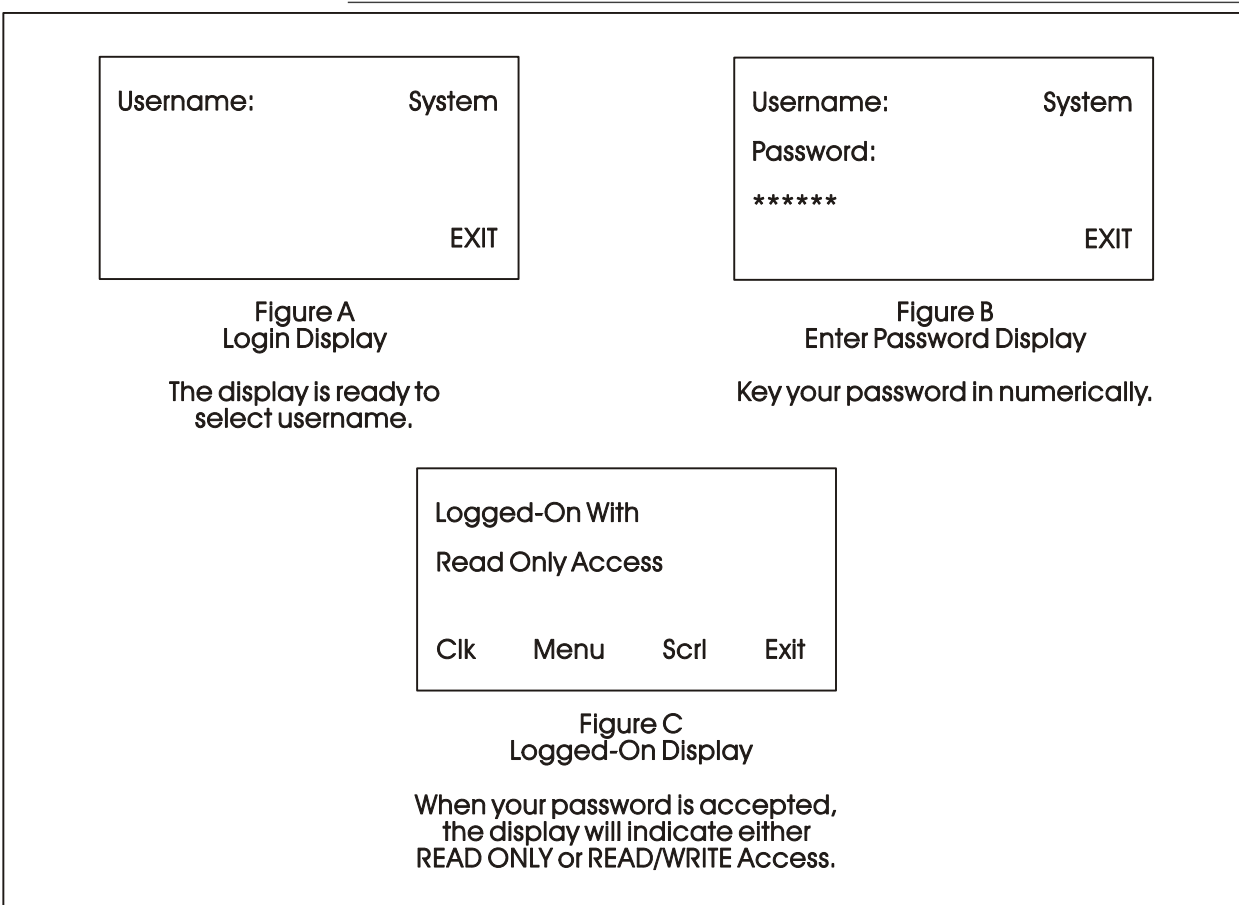 Username: System
EXIT
Figure A
Login Display
The display is ready to
select username.
Username: System
Password:
******
EXIT
Figure B
Enter Password Display
Key your password in numerically.
Logged-On With
Read Only Access
Clk Menu Scrl Exit
Figure C
Logged-On Display
When your password is accepted,
the display will indicate either
READ ONLY or READ/WRITE Access.